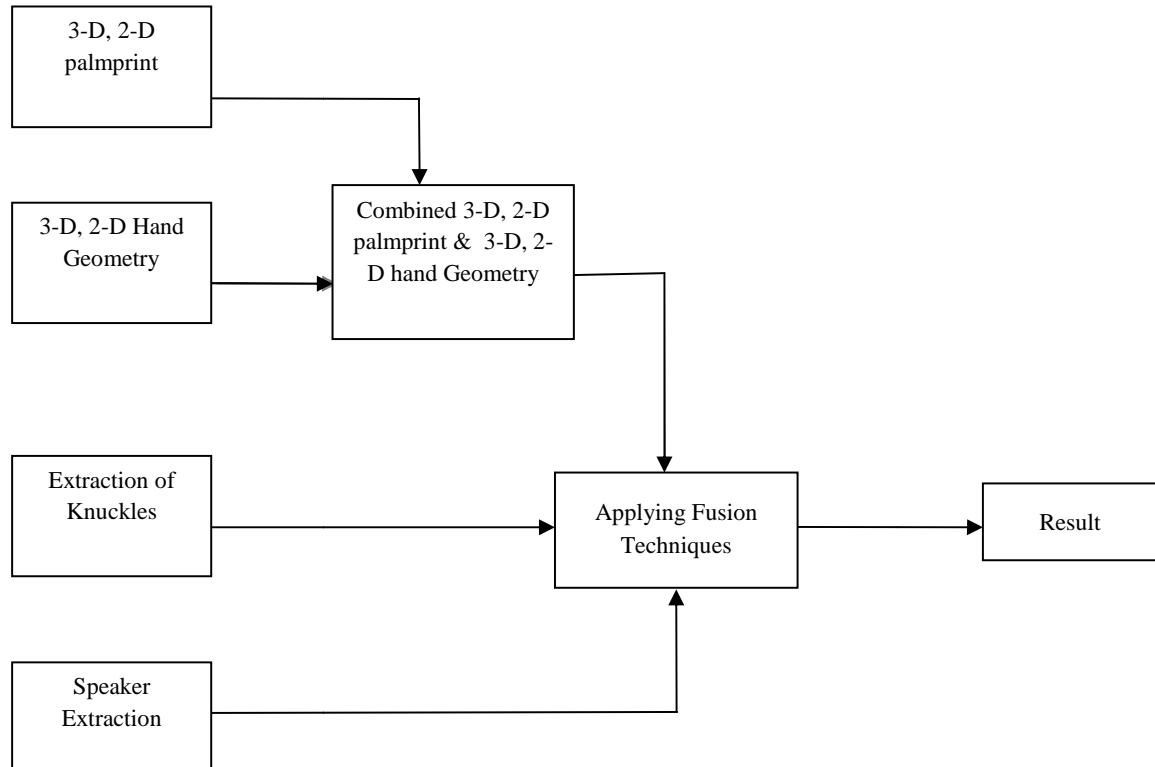 3-D, 2-D
palmprint
3-D, 2-D Hand
Geometry
Combined 3-D, 2-D
palmprint & 3-D, 2-
D hand Geometry
Extraction of
Knuckles
Applying Fusion
Techniques
Result
Speaker
Extraction